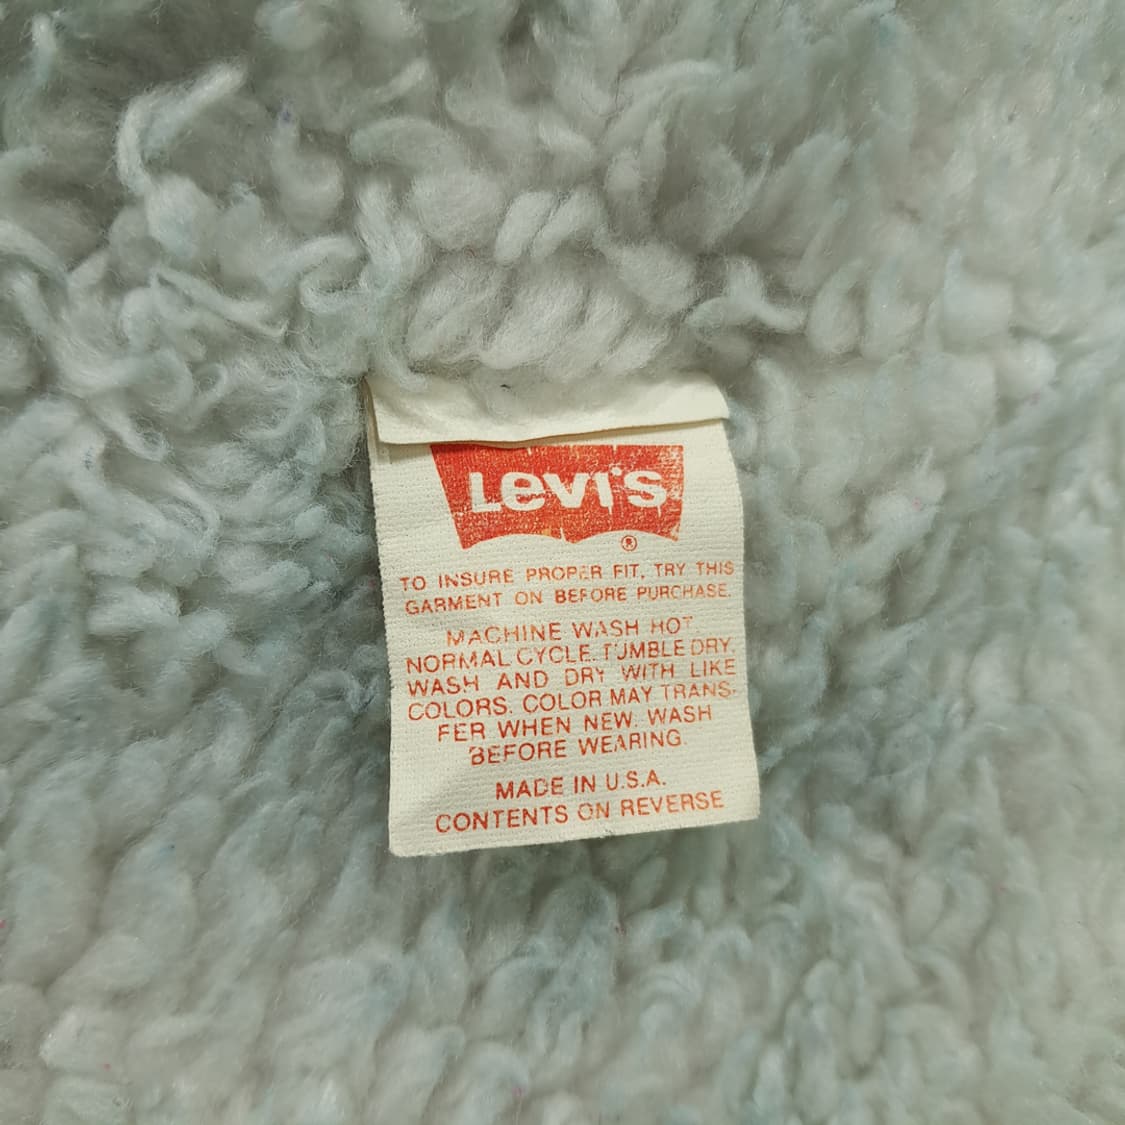 Levi's
®
TO INSURE PROPER FIT, TRY THIS
GARMENT ON BEFORE PURCHASE.
MACHINE WASH HOT
NORMAL CYCLE. TUMBLE DRY.
WASH AND DRY WITH LIKE
COLORS. COLOR MAY TRANS-
FER WHEN NEW. WASH
BEFORE WEARING.
MADE IN U.S.A.
CONTENTS ON REVERSE